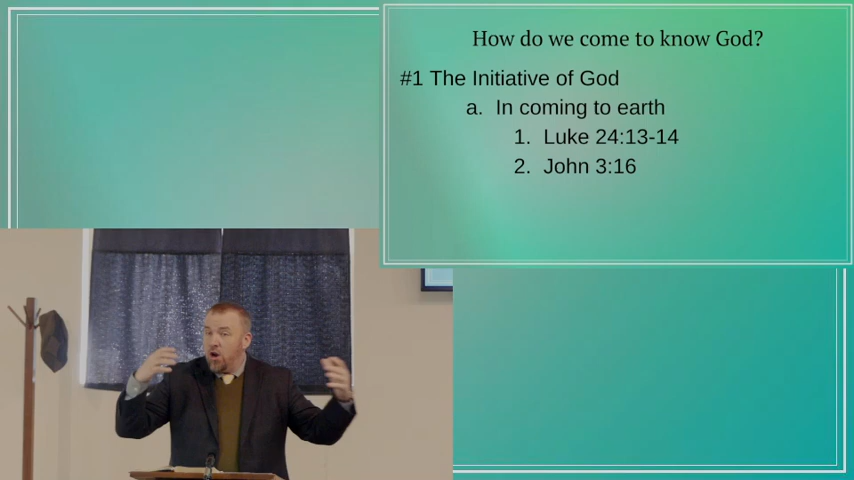 How do we come to know God?
#1 The Initiative of God
a. In coming to earth
1. Luke 24:13-14
2. John 3:16